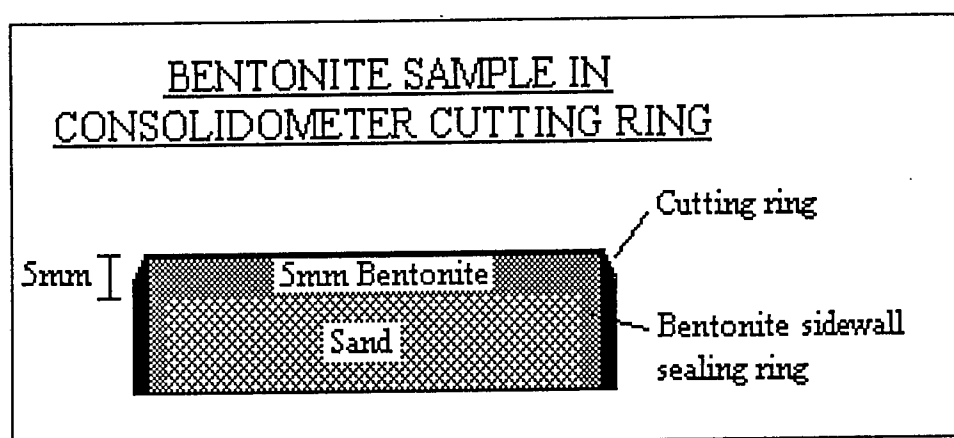 BENTONITE SAMPLE IN
CONSOLIDOMETER CUTTING RING
Cutting ring
5mm
5mm Bentonite
Sand
Bentonite sidewall
sealing ring